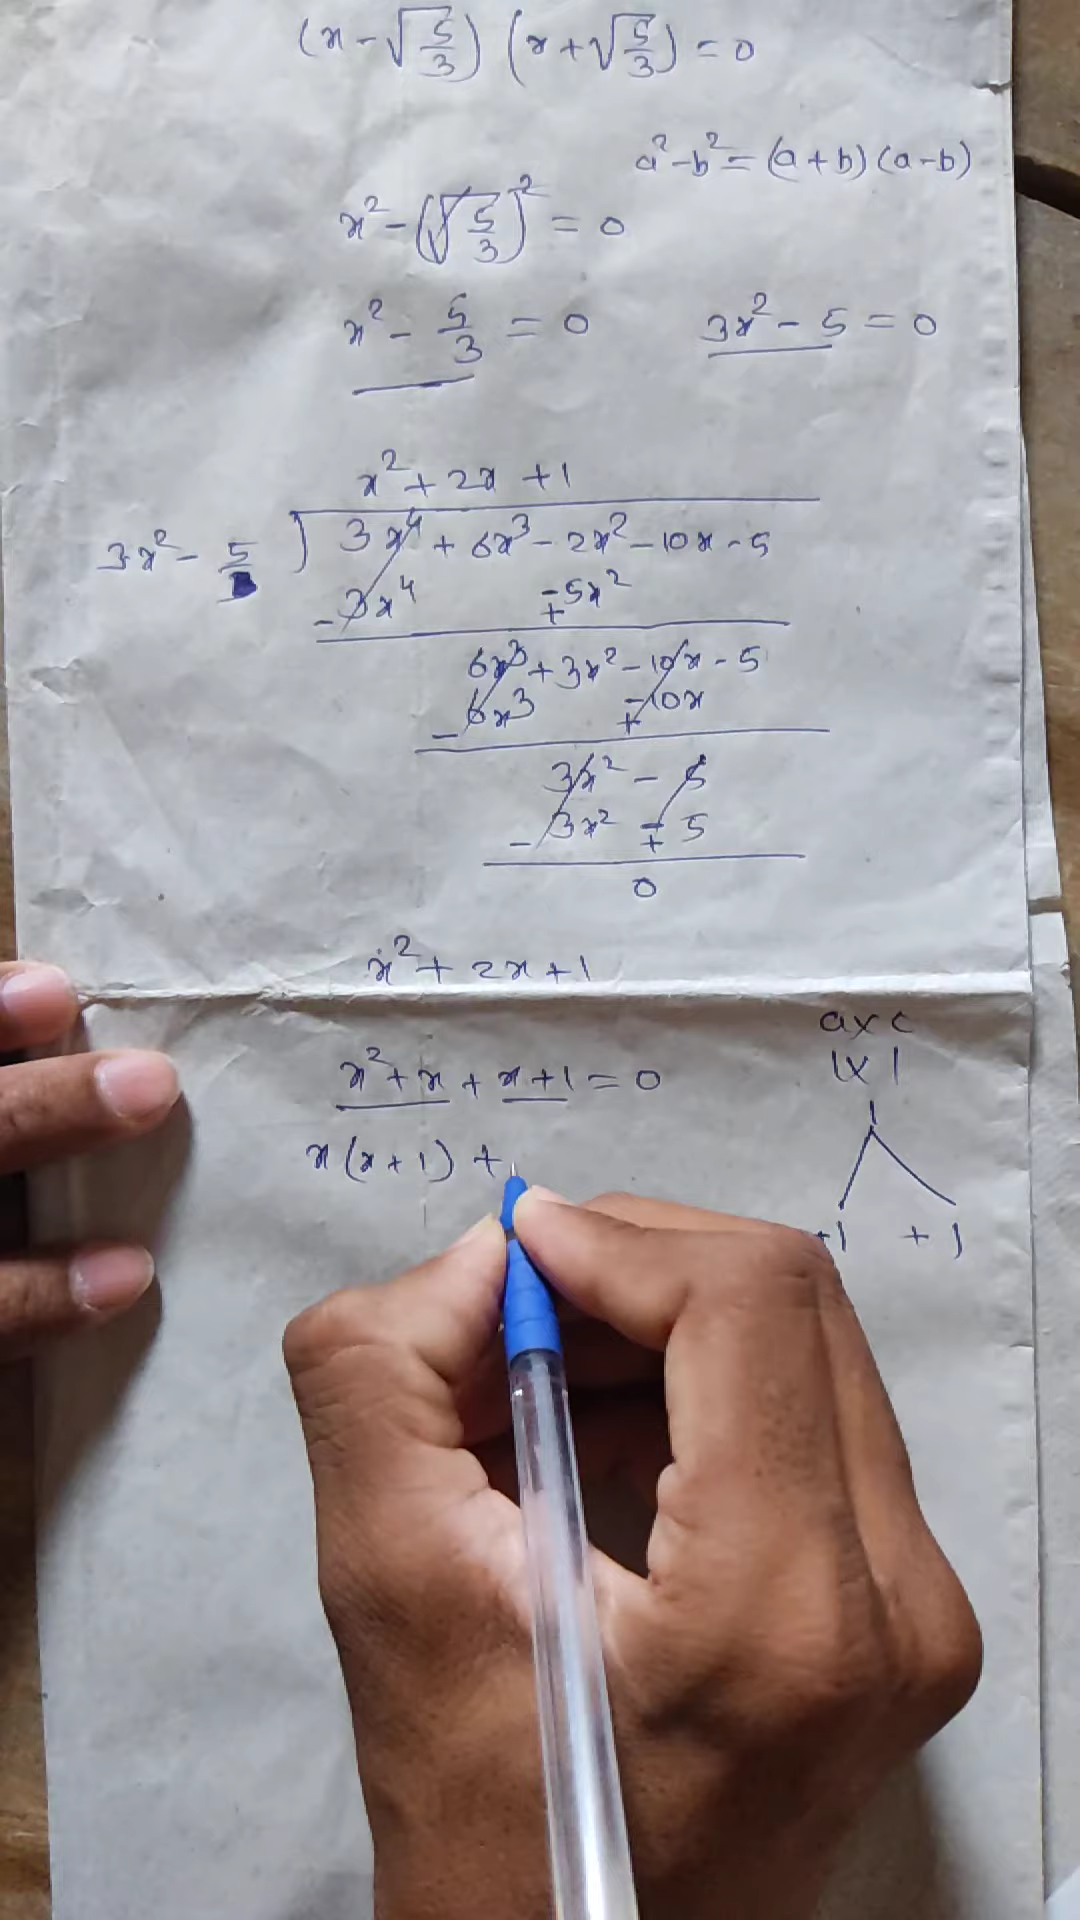 (x - √5/3) (x + √5/3) = 0
a² - b² = (a + b) (a - b)
x² - (√5/3)² = 0
x² - 5/3 = 0
3x² - 5 = 0
x² + 2x + 1
3x² - 5 ) 3x⁴ + 6x³ - 2x² - 10x - 5
- 3x⁴ -+ 5x²
6x³ + 3x² - 10x - 5
- 6x³ -+ 10x
3x² - 5
- 3x² -+ 5
0
x² + 2x + 1
a x c
1 x 1
x² + x + x + 1 = 0
1
x (x + 1) +
+1 + 1